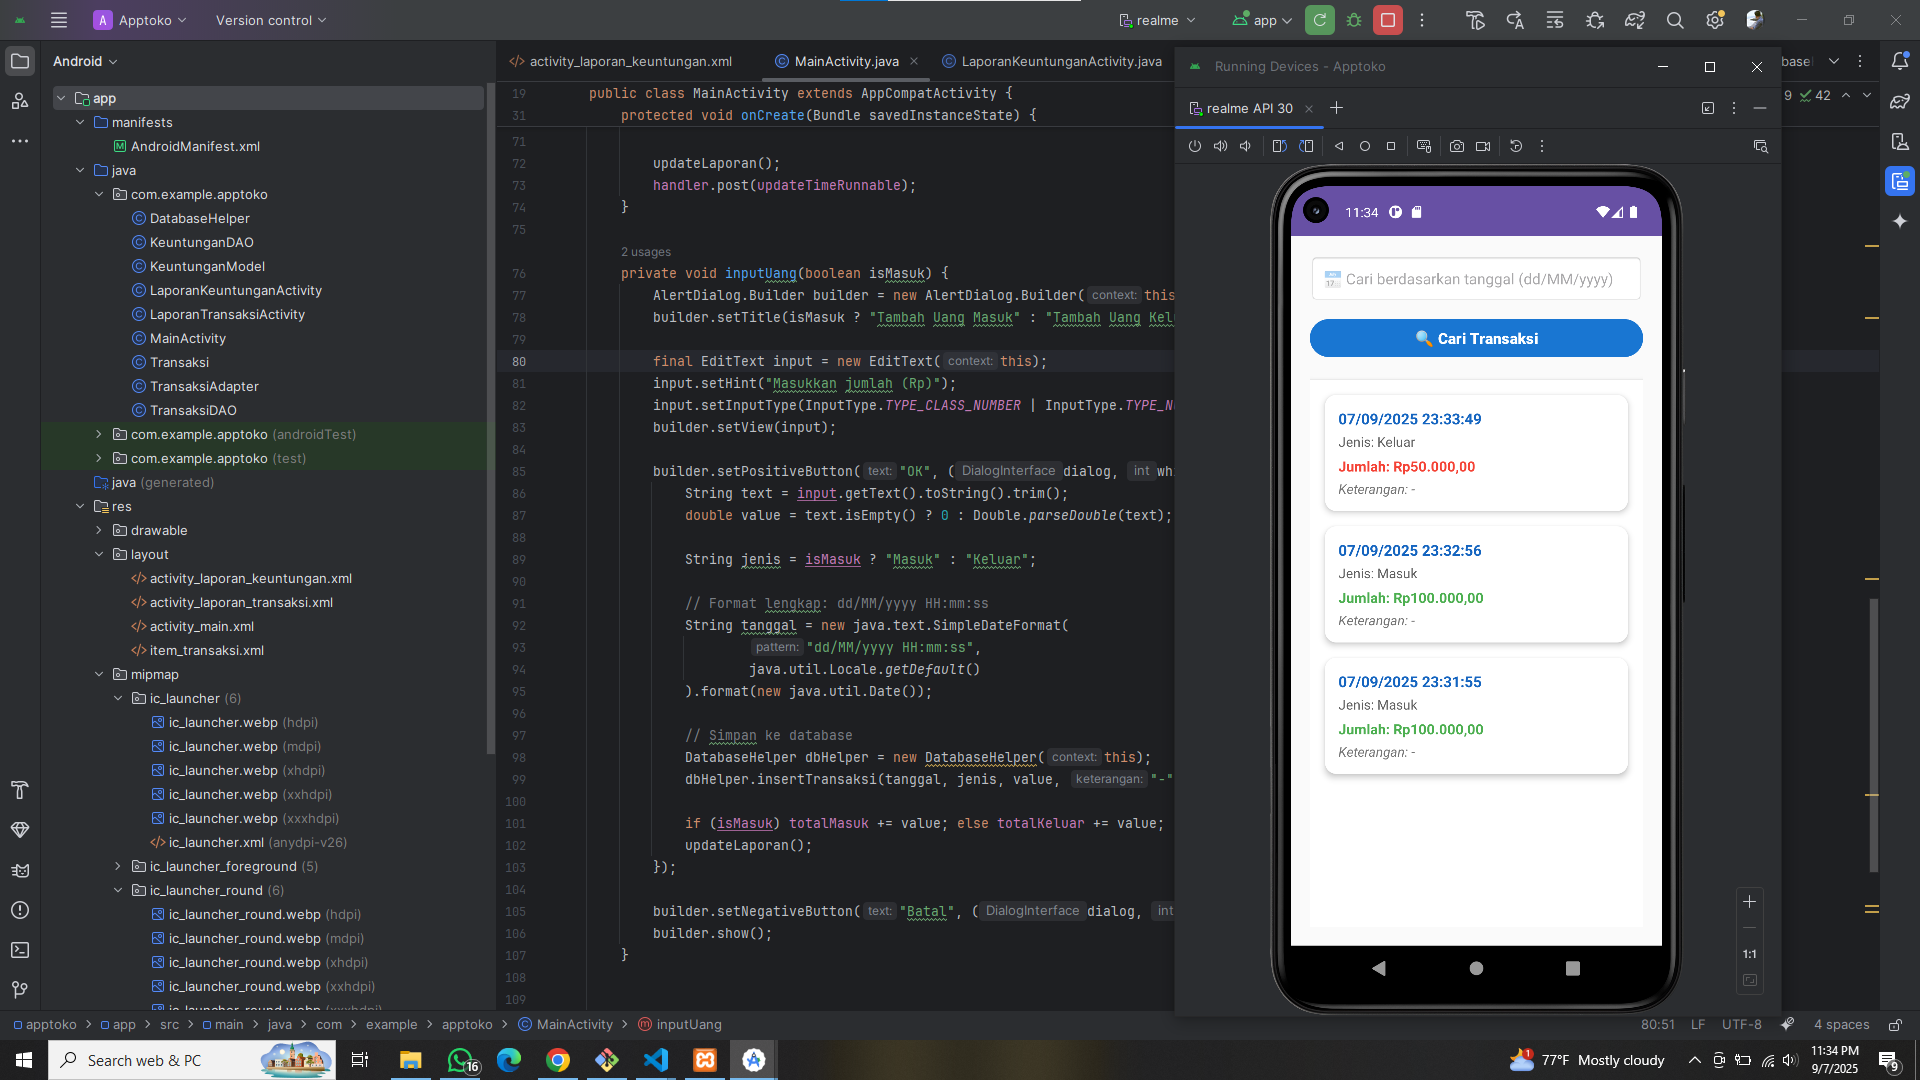 A Apptoko
Version control
realme
app
Android
app
manifests
AndroidManifest.xml
java
com.example.apptoko
DatabaseHelper
KeuntunganDAO
KeuntunganModel
LaporanKeuntunganActivity
LaporanTransaksiActivity
MainActivity
Transaksi
TransaksiAdapter
TransaksiDAO
com.example.apptoko (androidTest)
com.example.apptoko (test)
java (generated)
res
drawable
layout
activity_laporan_keuntungan.xml
activity_laporan_transaksi.xml
activity_main.xml
item_transaksi.xml
mipmap
ic_launcher (6)
ic_launcher.webp (hdpi)
ic_launcher.webp (mdpi)
ic_launcher.webp (xhdpi)
ic_launcher.webp (xxhdpi)
ic_launcher.webp (xxxhdpi)
ic_launcher.xml (anydpi-v26)
ic_launcher_foreground (5)
ic_launcher_round (6)
ic_launcher_round.webp (hdpi)
ic_launcher_round.webp (mdpi)
ic_launcher_round.webp (xhdpi)
ic_launcher_round.webp (xxhdpi)
activity_laporan_keuntungan.xml
MainActivity.java
LaporanKeuntunganActivity.java
9 42
19 public class MainActivity extends AppCompatActivity {
31 protected void onCreate(Bundle savedInstanceState) {
71
72 updateLaporan();
73 handler.post(updateTimeRunnable);
74 }
75
2 usages
76 private void inputUang(boolean isMasuk) {
77 AlertDialog.Builder builder = new AlertDialog.Builder( context: this
78 builder.setTitle(isMasuk ? "Tambah Uang Masuk" : "Tambah Uang Kel
79
80 final EditText input = new EditText( context: this);
81 input.setHint("Masukkan jumlah (Rp)");
82 input.setInputType(InputType.TYPE_CLASS_NUMBER | InputType.TYPE_N
83 builder.setView(input);
84
85 builder.setPositiveButton( text: "OK", ( DialogInterface dialog, int wh
86 String text = input.getText().toString().trim();
87 double value = text.isEmpty() ? 0 : Double.parseDouble(text);
88
89 String jenis = isMasuk ? "Masuk" : "Keluar";
90
91 // Format lengkap: dd/MM/yyyy HH:mm:ss
92 String tanggal = new java.text.SimpleDateFormat(
93 pattern: "dd/MM/yyyy HH:mm:ss",
94 java.util.Locale.getDefault()
95 ).format(new java.util.Date());
96
97 // Simpan ke database
98 DatabaseHelper dbHelper = new DatabaseHelper( context: this);
99 dbHelper.insertTransaksi(tanggal, jenis, value, keterangan: "-"
100
101 if (isMasuk) totalMasuk += value; else totalKeluar += value;
102 updateLaporan();
103 });
104
105 builder.setNegativeButton( text: "Batal", ( DialogInterface dialog, int
106 builder.show();
107 }
108
109
Running Devices - Apptoko
realme API 30
11:34
17 Cari berdasarkan tanggal (dd/MM/yyyy)
Cari Transaksi
07/09/2025 23:33:49
Jenis: Keluar
Jumlah: Rp50.000,00
Keterangan: -
07/09/2025 23:32:56
Jenis: Masuk
Jumlah: Rp100.000,00
Keterangan: -
07/09/2025 23:31:55
Jenis: Masuk
Jumlah: Rp100.000,00
Keterangan: -
1:1
apptoko > app > src > main > java > com > example > apptoko > MainActivity > inputUang
80:51 LF UTF-8 4 spaces
Search web & PC
16
1 77°F Mostly cloudy
11:34 PM
9/7/2025
9